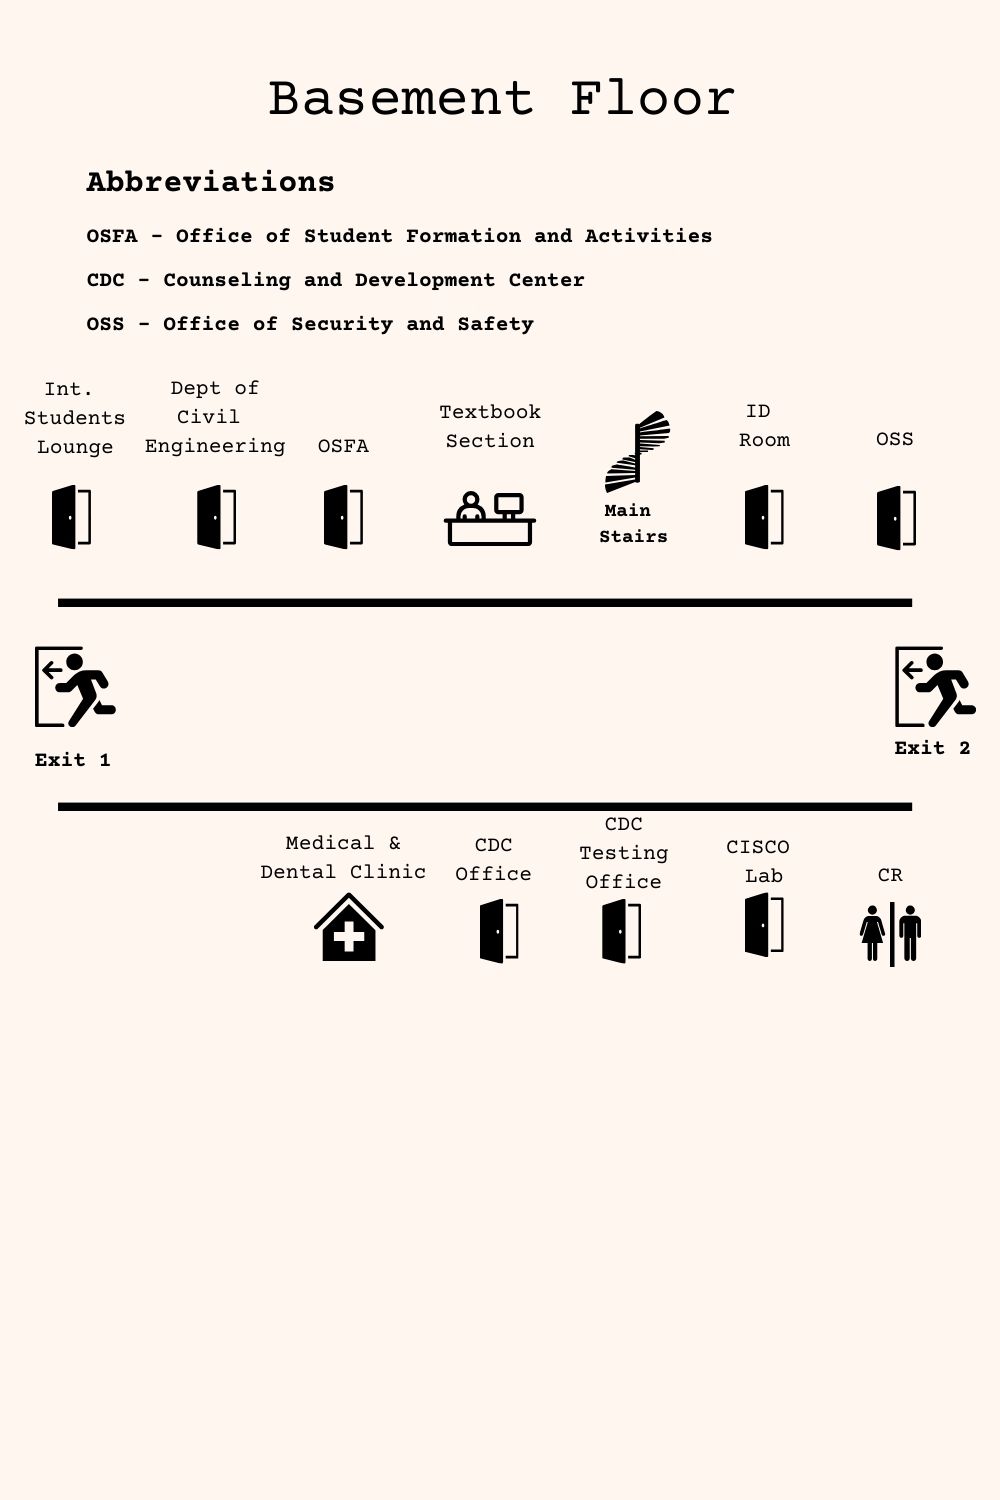 Basement Floor
Abbreviations
OSFA – Office of Student Formation and Activities
CDC – Counseling and Development Center
OSS – Office of Security and Safety
Int.
Students
Lounge
Dept of
Civil
Engineering
OSFA
Textbook
Section
Main
Stairs
ID
Room
OSS
Exit 1
Exit 2
Medical &
Dental Clinic
CDC
Office
CDC
Testing
Office
CISCO
Lab
CR